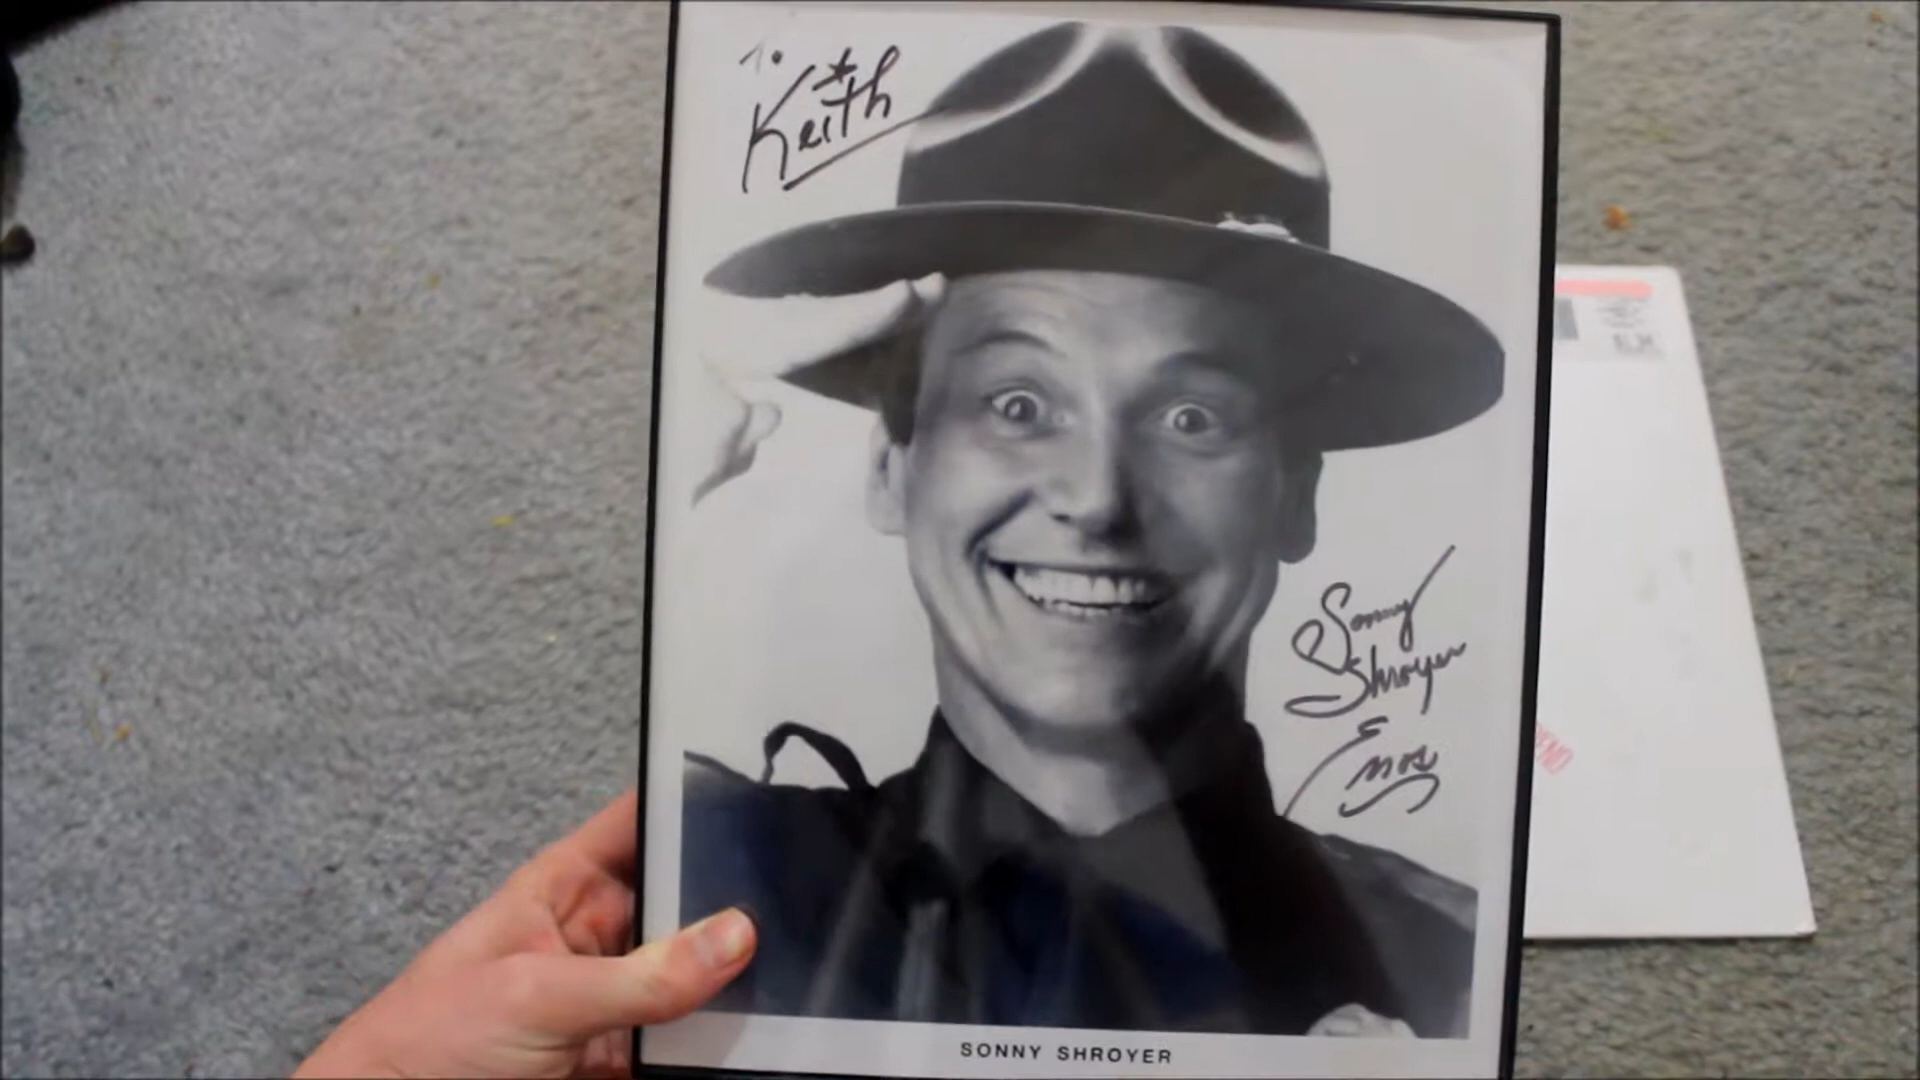 To
Keith
Sonny
Shroyer
Enos
SONNY SHROYER